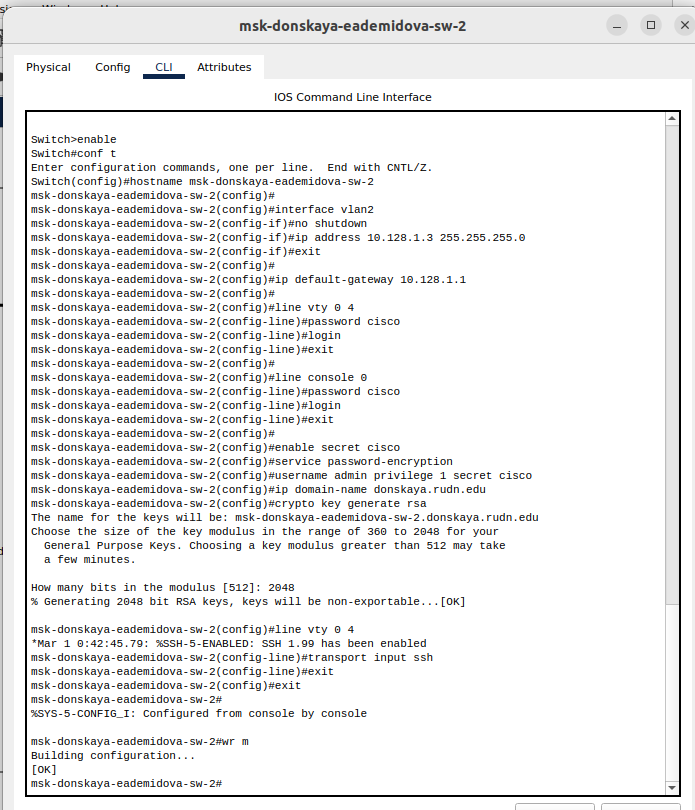 msk-donskaya-eademidova-sw-2
Physical Config CLI Attributes
IOS Command Line Interface
Switch>enable
Switch#conf t
Enter configuration commands, one per line.  End with CNTL/Z.
Switch(config)#hostname msk-donskaya-eademidova-sw-2
msk-donskaya-eademidova-sw-2(config)#
msk-donskaya-eademidova-sw-2(config)#interface vlan2
msk-donskaya-eademidova-sw-2(config-if)#no shutdown
msk-donskaya-eademidova-sw-2(config-if)#ip address 10.128.1.3 255.255.255.0
msk-donskaya-eademidova-sw-2(config-if)#exit
msk-donskaya-eademidova-sw-2(config)#
msk-donskaya-eademidova-sw-2(config)#ip default-gateway 10.128.1.1
msk-donskaya-eademidova-sw-2(config)#
msk-donskaya-eademidova-sw-2(config)#line vty 0 4
msk-donskaya-eademidova-sw-2(config-line)#password cisco
msk-donskaya-eademidova-sw-2(config-line)#login
msk-donskaya-eademidova-sw-2(config-line)#exit
msk-donskaya-eademidova-sw-2(config)#
msk-donskaya-eademidova-sw-2(config)#line console 0
msk-donskaya-eademidova-sw-2(config-line)#password cisco
msk-donskaya-eademidova-sw-2(config-line)#login
msk-donskaya-eademidova-sw-2(config-line)#exit
msk-donskaya-eademidova-sw-2(config)#
msk-donskaya-eademidova-sw-2(config)#enable secret cisco
msk-donskaya-eademidova-sw-2(config)#service password-encryption
msk-donskaya-eademidova-sw-2(config)#username admin privilege 1 secret cisco
msk-donskaya-eademidova-sw-2(config)#ip domain-name donskaya.rudn.edu
msk-donskaya-eademidova-sw-2(config)#crypto key generate rsa
The name for the keys will be: msk-donskaya-eademidova-sw-2.donskaya.rudn.edu
Choose the size of the key modulus in the range of 360 to 2048 for your
  General Purpose Keys. Choosing a key modulus greater than 512 may take
  a few minutes.
How many bits in the modulus [512]: 2048
% Generating 2048 bit RSA keys, keys will be non-exportable...[OK]
msk-donskaya-eademidova-sw-2(config)#line vty 0 4
*Mar 1 0:42:45.79: %SSH-5-ENABLED: SSH 1.99 has been enabled
msk-donskaya-eademidova-sw-2(config-line)#transport input ssh
msk-donskaya-eademidova-sw-2(config-line)#exit
msk-donskaya-eademidova-sw-2(config)#exit
msk-donskaya-eademidova-sw-2#
%SYS-5-CONFIG_I: Configured from console by console
msk-donskaya-eademidova-sw-2#wr m
Building configuration...
[OK]
msk-donskaya-eademidova-sw-2#